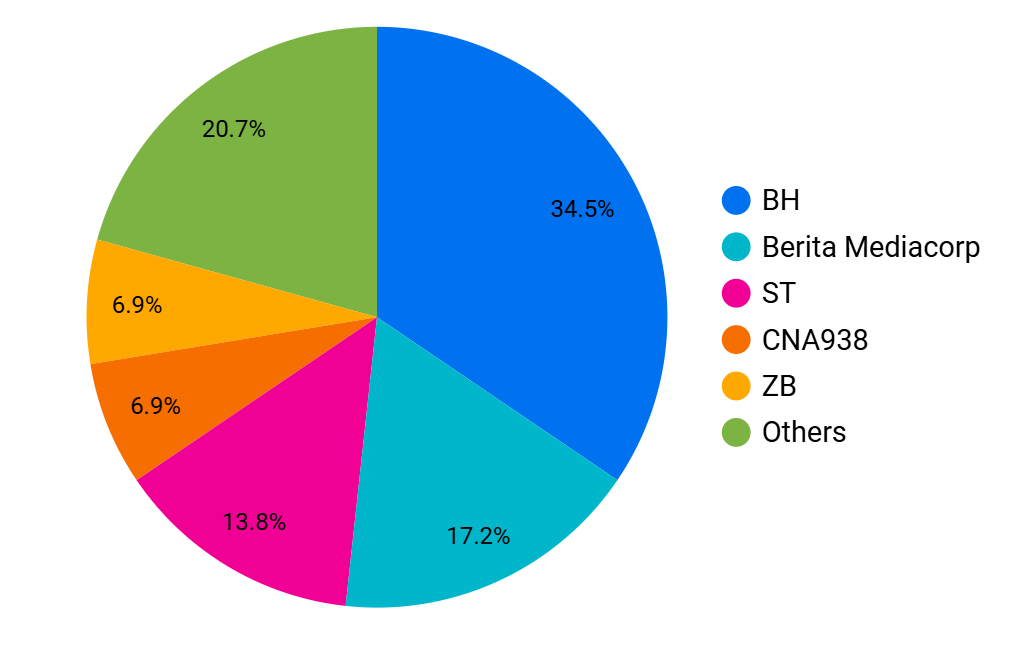 20.7%
34.5%
6.9%
6.9%
13.8%
17.2%
BH
Berita Mediacorp
ST
CNA938
ZB
Others